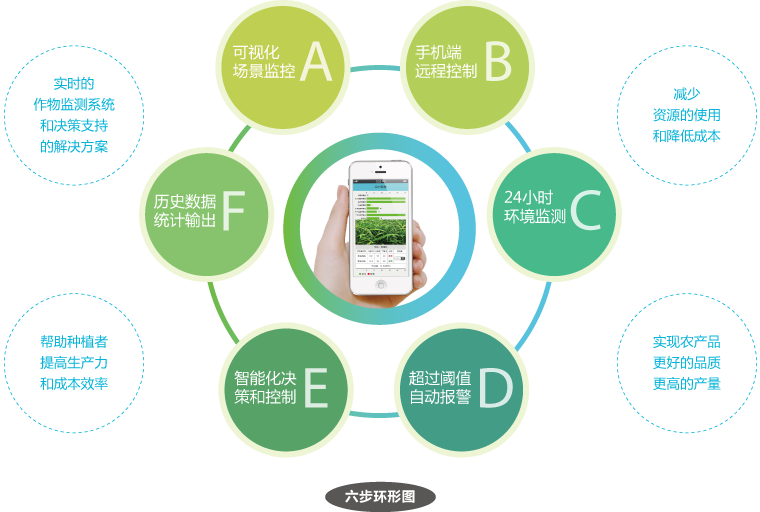 可视化
场景监控
A
手机端
远程控制
B
实时的
作物监测系统
和决策支持
的解决方案
减少
资源的使用
和降低成本
历史数据
统计输出
F
24小时
环境监测
C
帮助种植者
提高生产力
和成本效率
智能化决
策和控制
E
超过阈值
自动报警
D
实现农产品
更好的品质
更高的产量
六步环形图